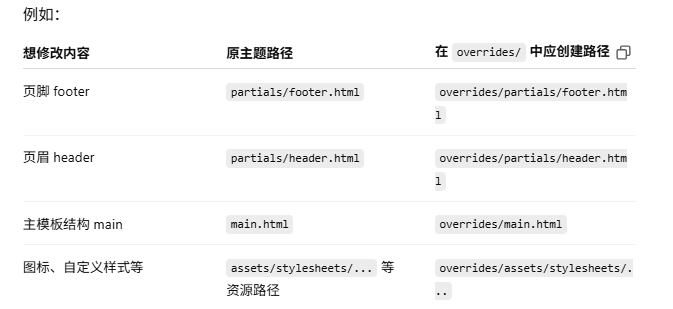 例如：
想修改内容 原主题路径 在 overrides/ 中应创建路径
页脚 footer partials/footer.html overrides/partials/footer.htm
l
页眉 header partials/header.html overrides/partials/header.htm
l
主模板结构 main main.html overrides/main.html
图标、自定义样式等 assets/stylesheets/... 等 overrides/assets/stylesheets/.
资源路径 ..